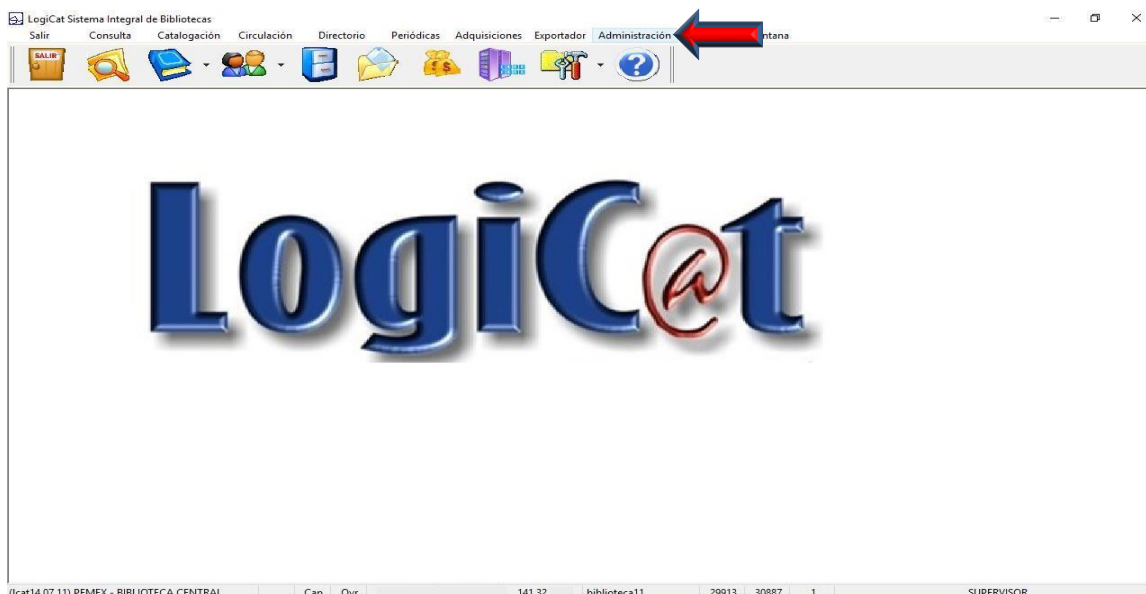 LogiCat Sistema Integral de Bibliotecas
Salir Consulta Catalogación Circulación Directorio Periódicas Adquisiciones Exportador Administración ntana
SALIR
LogiC@t
(lcat14.07.11) PEMEX - BIBLIOTECA CENTRAL Cap Ovr 141.32 biblioteca11 29913 30887 1 SUPERVISOR